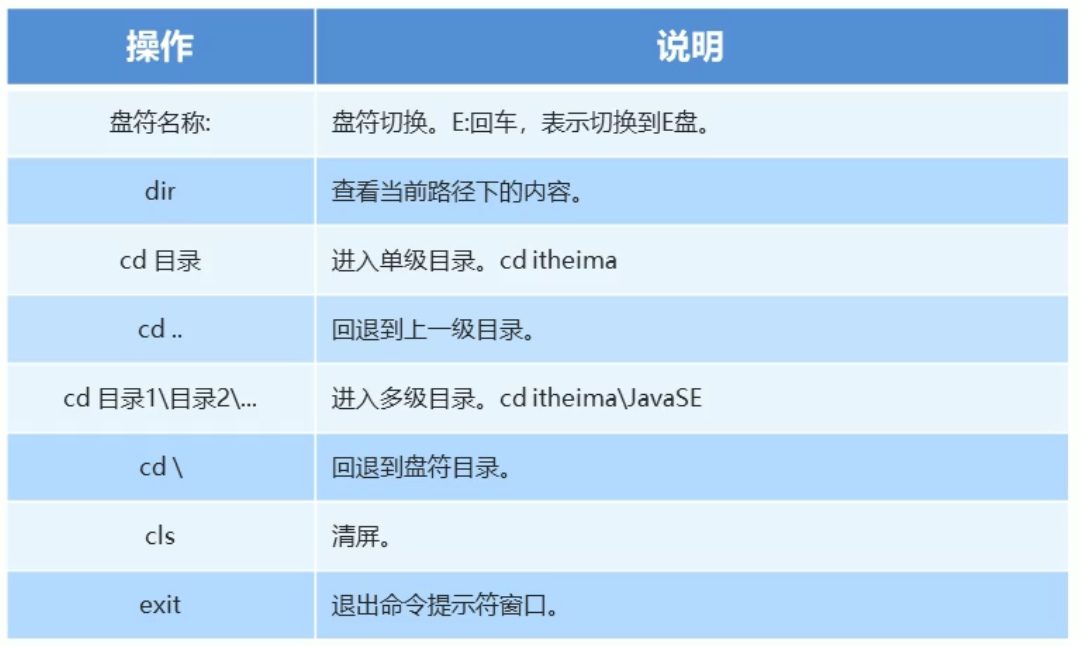 操作 说明
盘符名称: 盘符切换。E:回车，表示切换到E盘。
dir 查看当前路径下的内容。
cd 目录 进入单级目录。cd itheima
cd .. 回退到上一级目录。
cd 目录1\目录2\... 进入多级目录。cd itheima\JavaSE
cd \ 回退到盘符目录。
cls 清屏。
exit 退出命令提示符窗口。